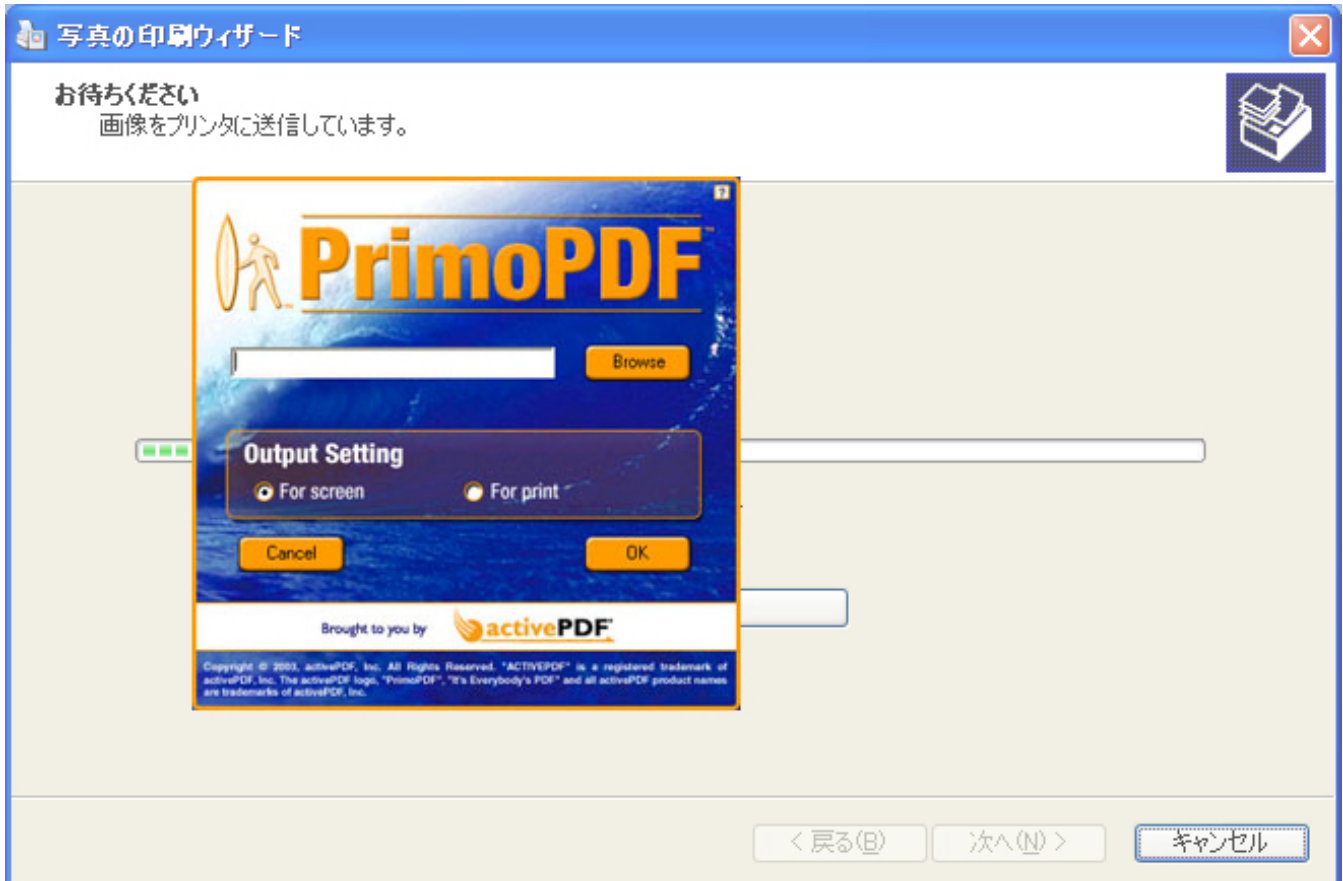 写真の印刷ウィザード
お待ちください
画像をプリンタに送信しています。
?
PrimoPDF™
Browse
Output Setting
For screen For print
Cancel OK
Brought to you by activePDF®
Copyright © 2003, activePDF, Inc. All Rights Reserved. "ACTIVEPDF" is a registered trademark of
activePDF, Inc. The activePDF logo, "PrimoPDF", "It's Everybody's PDF" and all activePDF product names
are trademarks of activePDF, Inc.
< 戻る(B) 次へ(N) > キャンセル